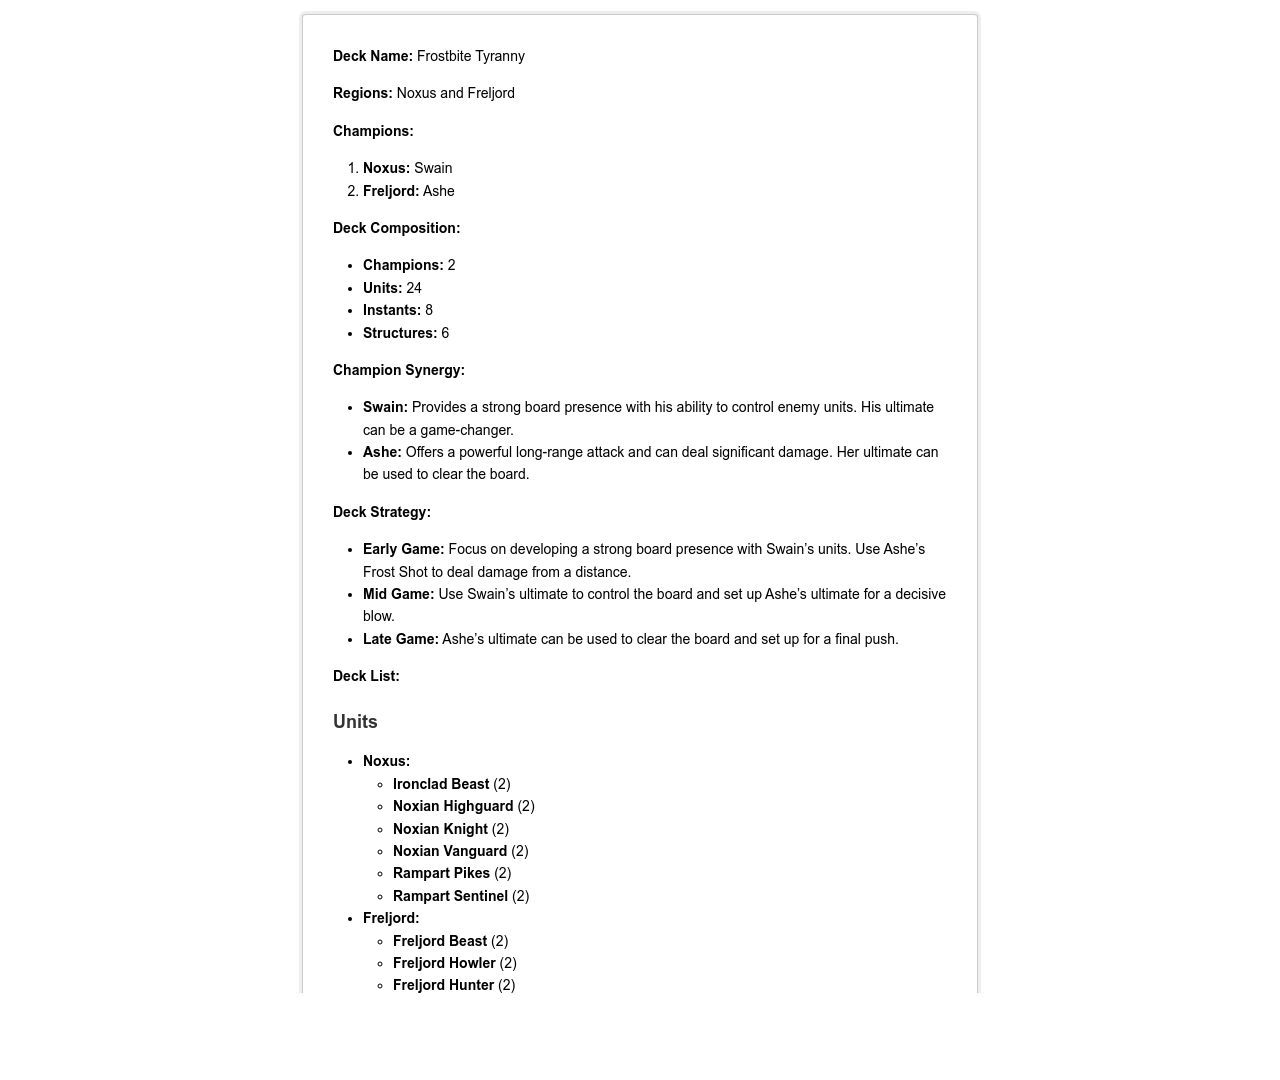 Deck Name: Frostbite Tyranny
Regions: Noxus and Freljord
Champions:
1. Noxus: Swain
2. Freljord: Ashe
Deck Composition:
• Champions: 2
• Units: 24
• Instants: 8
• Structures: 6
Champion Synergy:
• Swain: Provides a strong board presence with his ability to control enemy units. His ultimate
can be a game-changer.
• Ashe: Offers a powerful long-range attack and can deal significant damage. Her ultimate can
be used to clear the board.
Deck Strategy:
• Early Game: Focus on developing a strong board presence with Swain’s units. Use Ashe’s
Frost Shot to deal damage from a distance.
• Mid Game: Use Swain’s ultimate to control the board and set up Ashe’s ultimate for a decisive
blow.
• Late Game: Ashe’s ultimate can be used to clear the board and set up for a final push.
Deck List:
Units
• Noxus:
◦ Ironclad Beast (2)
◦ Noxian Highguard (2)
◦ Noxian Knight (2)
◦ Noxian Vanguard (2)
◦ Rampart Pikes (2)
◦ Rampart Sentinel (2)
• Freljord:
◦ Freljord Beast (2)
◦ Freljord Howler (2)
◦ Freljord Hunter (2)